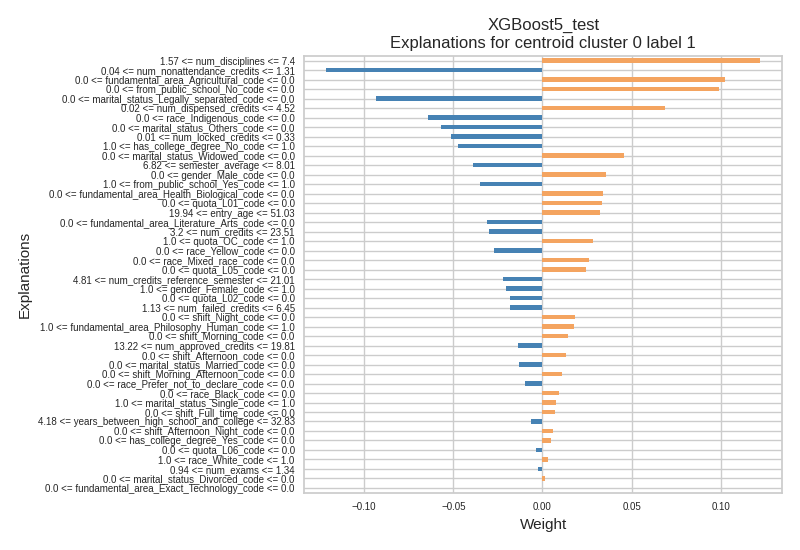 XGBoost5_test
Explanations for centroid cluster 0 label 1
Explanations
1.57 <= num_disciplines <= 7.4
0.04 <= num_nonattendance_credits <= 1.31
0.0 <= fundamental_area_Agricultural_code <= 0.0
0.0 <= from_public_school_No_code <= 0.0
0.0 <= marital_status_Legally_separated_code <= 0.0
0.02 <= num_dispensed_credits <= 4.52
0.0 <= race_Indigenous_code <= 0.0
0.0 <= marital_status_Others_code <= 0.0
0.01 <= num_locked_credits <= 0.33
1.0 <= has_college_degree_No_code <= 1.0
0.0 <= marital_status_Widowed_code <= 0.0
6.82 <= semester_average <= 8.01
0.0 <= gender_Male_code <= 0.0
1.0 <= from_public_school_Yes_code <= 1.0
0.0 <= fundamental_area_Health_Biological_code <= 0.0
0.0 <= quota_L01_code <= 0.0
19.94 <= entry_age <= 51.03
0.0 <= fundamental_area_Literature_Arts_code <= 0.0
3.2 <= num_credits <= 23.51
1.0 <= quota_OC_code <= 1.0
0.0 <= race_Yellow_code <= 0.0
0.0 <= race_Mixed_race_code <= 0.0
0.0 <= quota_L05_code <= 0.0
4.81 <= num_credits_reference_semester <= 21.01
1.0 <= gender_Female_code <= 1.0
0.0 <= quota_L02_code <= 0.0
1.13 <= num_failed_credits <= 6.45
0.0 <= shift_Night_code <= 0.0
1.0 <= fundamental_area_Philosophy_Human_code <= 1.0
0.0 <= shift_Morning_code <= 0.0
13.22 <= num_approved_credits <= 19.81
0.0 <= shift_Afternoon_code <= 0.0
0.0 <= marital_status_Married_code <= 0.0
0.0 <= shift_Morning_Afternoon_code <= 0.0
0.0 <= race_Prefer_not_to_declare_code <= 0.0
0.0 <= race_Black_code <= 0.0
1.0 <= marital_status_Single_code <= 1.0
0.0 <= shift_Full_time_code <= 0.0
4.18 <= years_between_high_school_and_college <= 32.83
0.0 <= shift_Afternoon_Night_code <= 0.0
0.0 <= has_college_degree_Yes_code <= 0.0
0.0 <= quota_L06_code <= 0.0
1.0 <= race_White_code <= 1.0
0.94 <= num_exams <= 1.34
0.0 <= marital_status_Divorced_code <= 0.0
0.0 <= fundamental_area_Exact_Technology_code <= 0.0
−0.10 −0.05 0.00 0.05 0.10
Weight